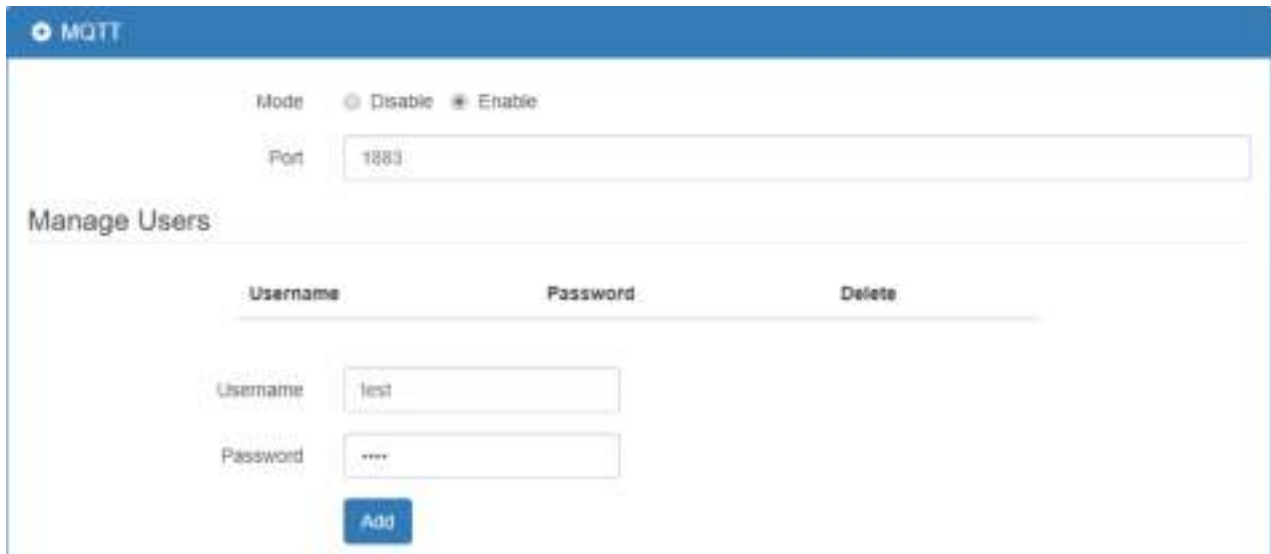 MQTT
Mode Disable Enable
Port 1883
Manage Users
Username Password Delete
Username test
Password ••••
Add